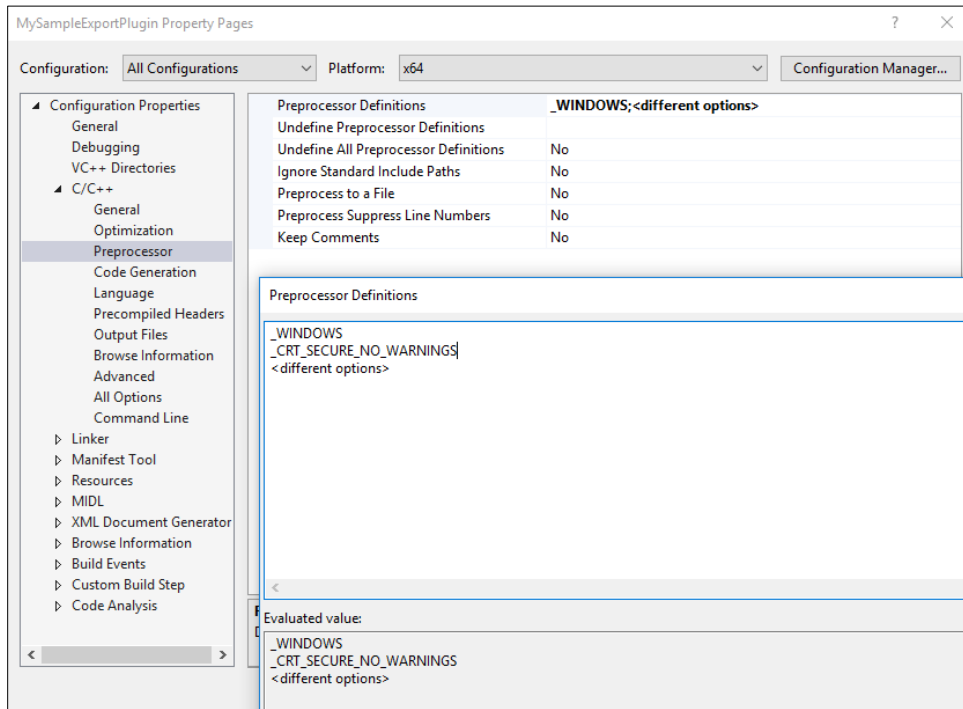 MySampleExportPlugin Property Pages ? ×
Configuration: All Configurations Platform: x64 Configuration Manager...
Configuration Properties
General
Debugging
VC++ Directories
C/C++
General
Optimization
Preprocessor
Code Generation
Language
Precompiled Headers
Output Files
Browse Information
Advanced
All Options
Command Line
Linker
Manifest Tool
Resources
MIDL
XML Document Generator
Browse Information
Build Events
Custom Build Step
Code Analysis
Preprocessor Definitions _WINDOWS;<different options>
Undefine Preprocessor Definitions
Undefine All Preprocessor Definitions No
Ignore Standard Include Paths No
Preprocess to a File No
Preprocess Suppress Line Numbers No
Keep Comments No
Preprocessor Definitions
_WINDOWS
_CRT_SECURE_NO_WARNINGS
<different options>
Evaluated value:
_WINDOWS
_CRT_SECURE_NO_WARNINGS
<different options>